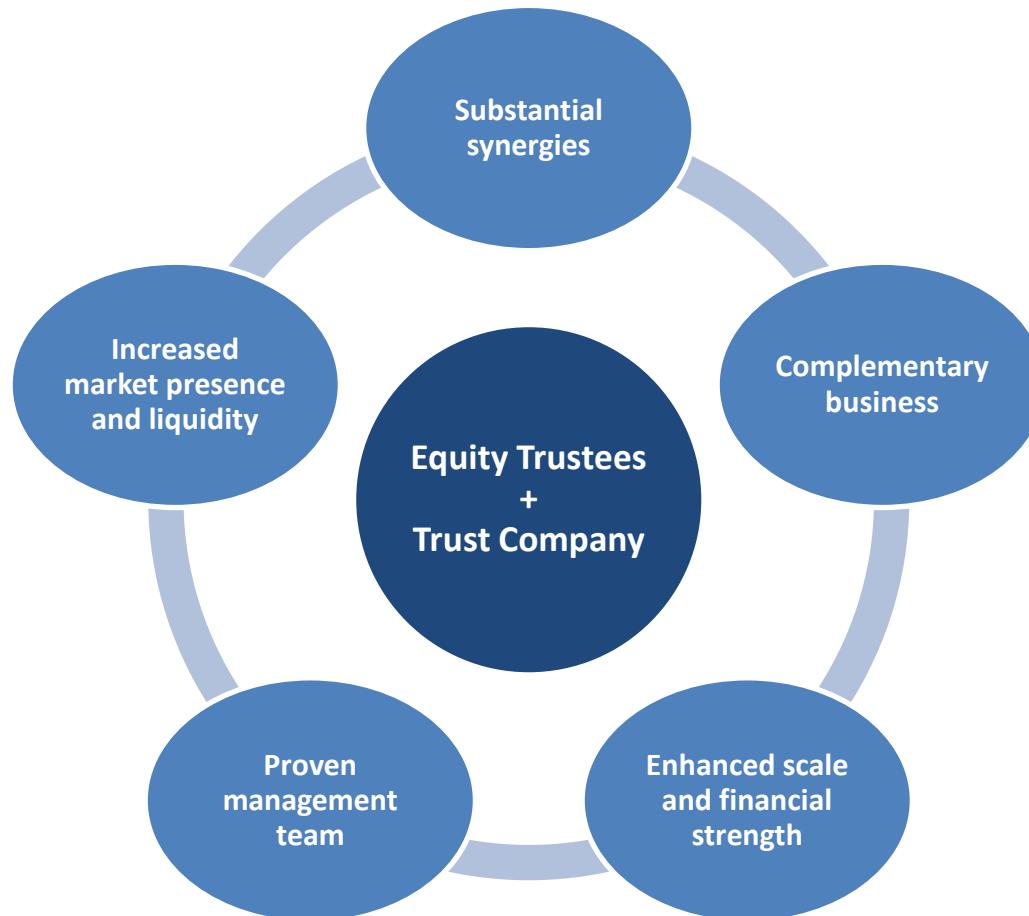 Substantial
synergies
Complementary
business
Enhanced scale
and financial
strength
Proven
management
team
Increased
market presence
and liquidity
Equity Trustees
+
Trust Company